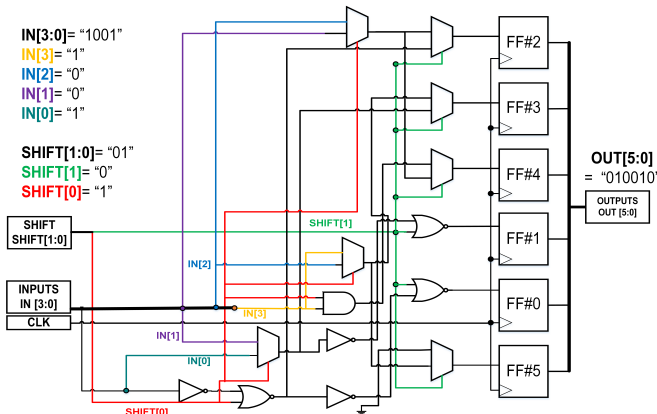 IN[3:0]= “1001”
IN[3]= “1”
IN[2]= “0”
IN[1]= “0”
IN[0]= “1”
SHIFT[1:0]= “01”
SHIFT[1]= “0”
SHIFT[0]= “1”
SHIFT
SHIFT[1:0]
INPUTS
IN [3:0]
CLK
SHIFT[1]
IN[2]
IN[3]
IN[1]
IN[0]
SHIFT[0]
FF#2
FF#3
FF#4
FF#1
FF#0
FF#5
OUT[5:0]
= “010010”
OUTPUTS
OUT [5:0]